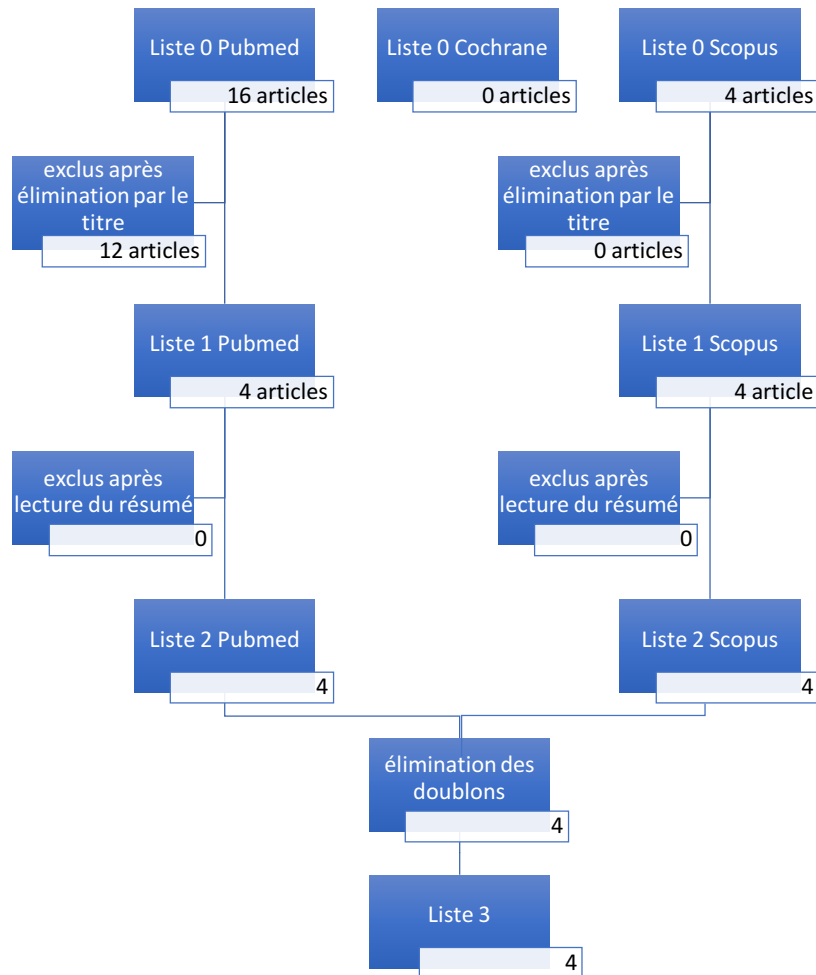 Liste 0 Pubmed
16 articles
Liste 0 Cochrane
0 articles
Liste 0 Scopus
4 articles
exclus après
élimination par le
titre
12 articles
exclus après
élimination par le
titre
0 articles
Liste 1 Pubmed
4 articles
Liste 1 Scopus
4 article
exclus après
lecture du résumé
0
exclus après
lecture du résumé
0
Liste 2 Pubmed
4
Liste 2 Scopus
4
élimination des
doublons
4
Liste 3
4